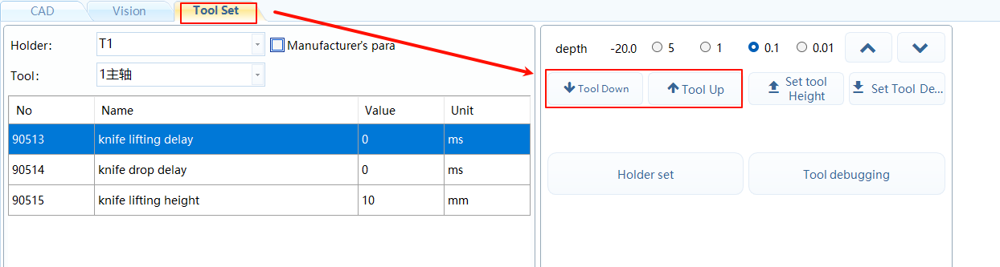 CAD Vision Tool Set
Holder: T1 Manufacturer's para
Tool: 1主轴
No Name Value Unit
90513 knife lifting delay 0 ms
90514 knife drop delay 0 ms
90515 knife lifting height 10 mm
depth -20.0 5 1 0.1 0.01
Tool Down Tool Up Set tool Height Set Tool De...
Holder set Tool debugging